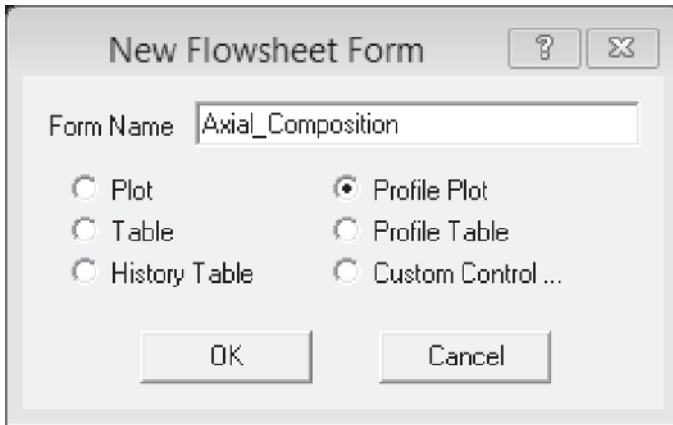 New Flowsheet Form ?
Form Name Axial_Composition
Plot Profile Plot
Table Profile Table
History Table Custom Control ...
OK Cancel